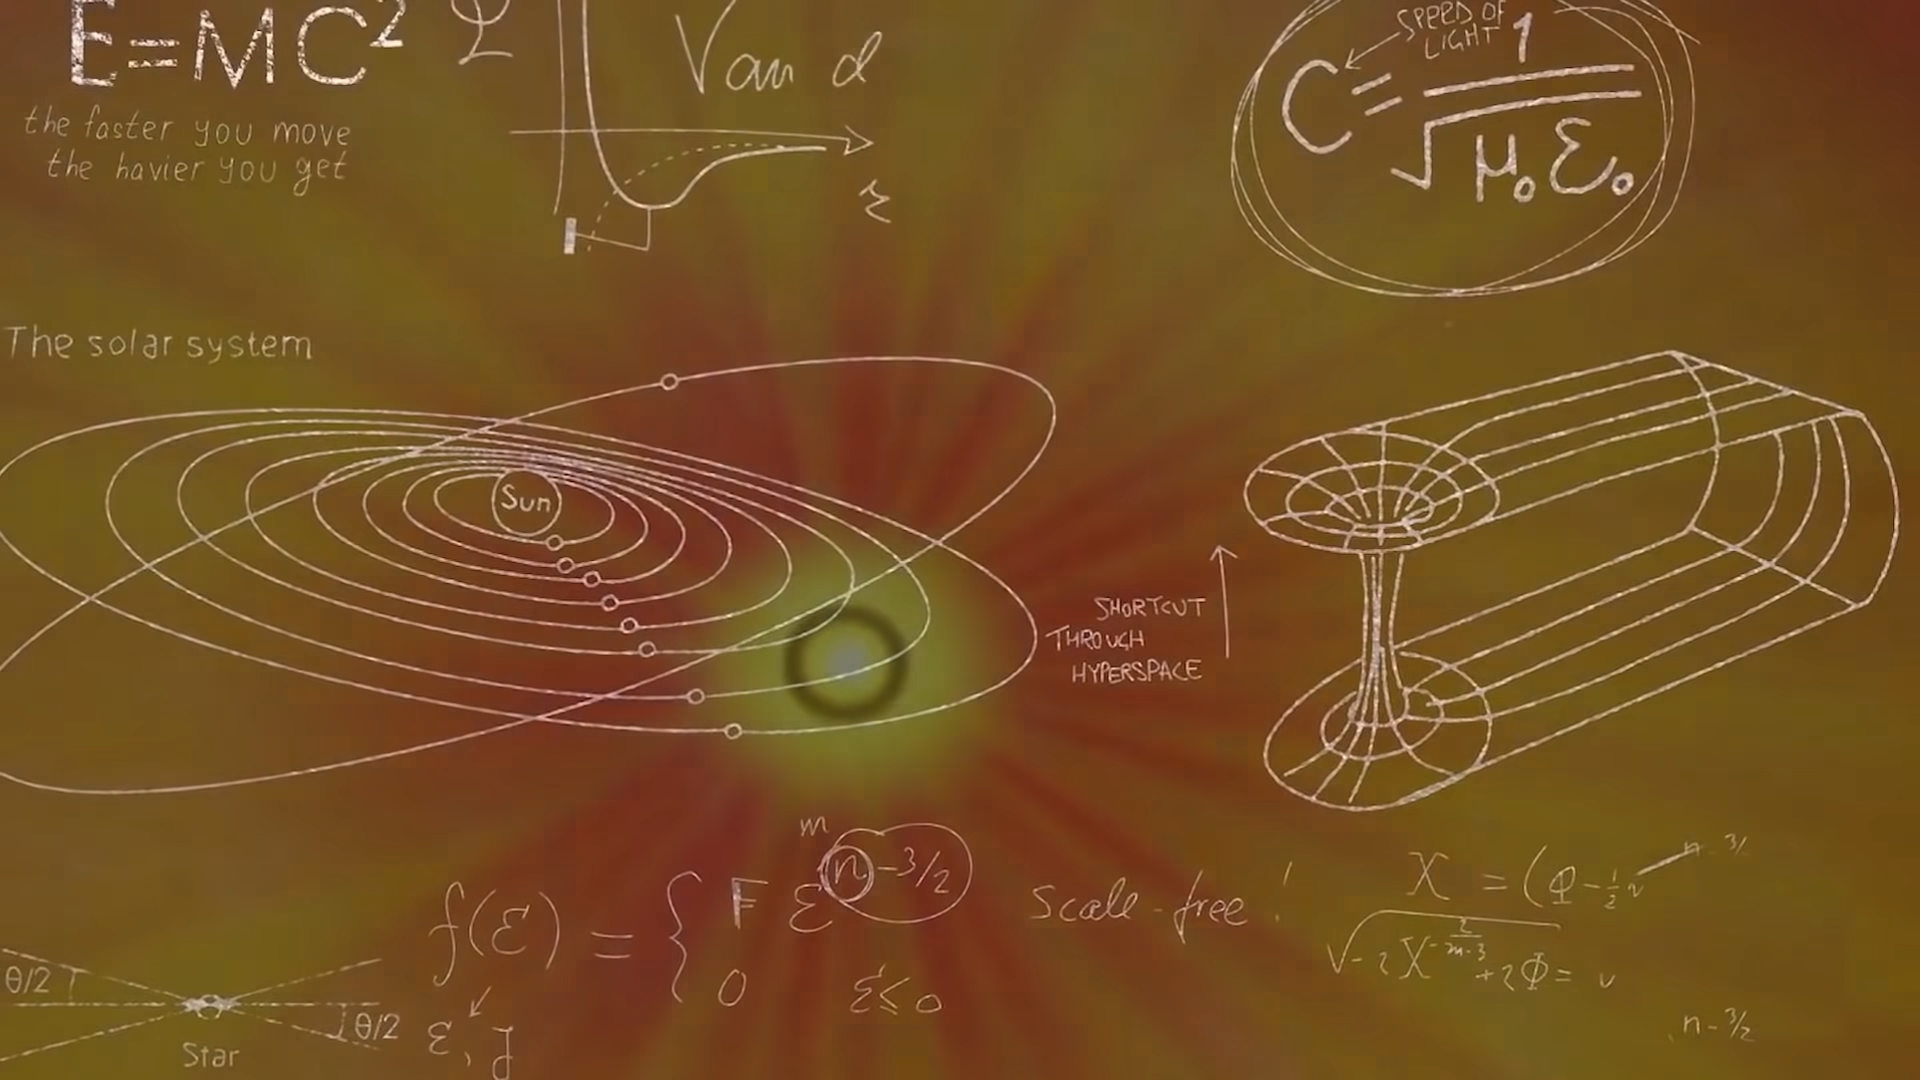 E=MC²
the faster you move
the havier you get
Van d
r
SPEED OF
LIGHT
C = 1/√μ₀ε₀
The solar system
Sun
SHORTCUT
THROUGH
HYPERSPACE
m
f(ε) = { F ε^n-3/2
0 ε≤0
Scale-free!
ε, J
n-3/2
θ/2
θ/2
Star